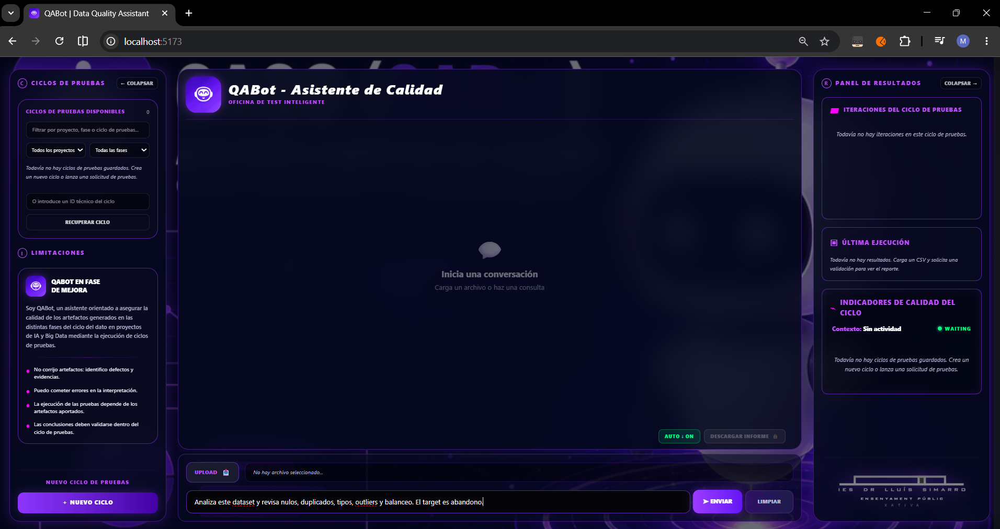 QABot | Data Quality Assistant
localhost:5173
M
C CICLOS DE PRUEBAS
← COLAPSAR
CICLOS DE PRUEBAS DISPONIBLES 0
Filtrar por proyecto, fase o ciclo de pruebas...
Todos los proyectos
Todas las fases
Todavía no hay ciclos de pruebas guardados. Crea
un nuevo ciclo o lanza una solicitud de pruebas.
O introduce un ID técnico del ciclo
RECUPERAR CICLO
I LIMITACIONES
QABOT EN FASE
DE MEJORA
Soy QABot, un asistente orientado a asegurar la
calidad de los artefactos generados en las
distintas fases del ciclo del dato en proyectos
de IA y Big Data mediante la ejecución de ciclos
de pruebas.
No corrijo artefactos: identifico defectos y
evidencias.
Puedo cometer errores en la interpretación.
La ejecución de las pruebas depende de los
artefactos aportados.
Las conclusiones deben validarse dentro del
ciclo de pruebas.
NUEVO CICLO DE PRUEBAS
+ NUEVO CICLO
QABot - Asistente de Calidad
OFICINA DE TEST INTELIGENTE
Inicia una conversación
Carga un archivo o haz una consulta
AUTO ↓ ON
DESCARGAR INFORME
UPLOAD
No hay archivo seleccionado...
Analiza este dataset y revisa nulos, duplicados, tipos, outliers y balanceo. El target es abandono.
➤ ENVIAR
LIMPIAR
R PANEL DE RESULTADOS
COLAPSAR →
ITERACIONES DEL CICLO DE PRUEBAS
Todavía no hay iteraciones en este ciclo de pruebas.
ÚLTIMA EJECUCIÓN
Todavía no hay resultados. Carga un CSV y solicita una
validación para ver el reporte.
INDICADORES DE CALIDAD DEL
CICLO
Contexto: Sin actividad
WAITING
Todavía no hay ciclos de pruebas guardados. Crea un
nuevo ciclo o lanza una solicitud de pruebas.
IES DR LLUÍS SIMARRO
ENSENYAMENT PÚBLIC
XATIVA